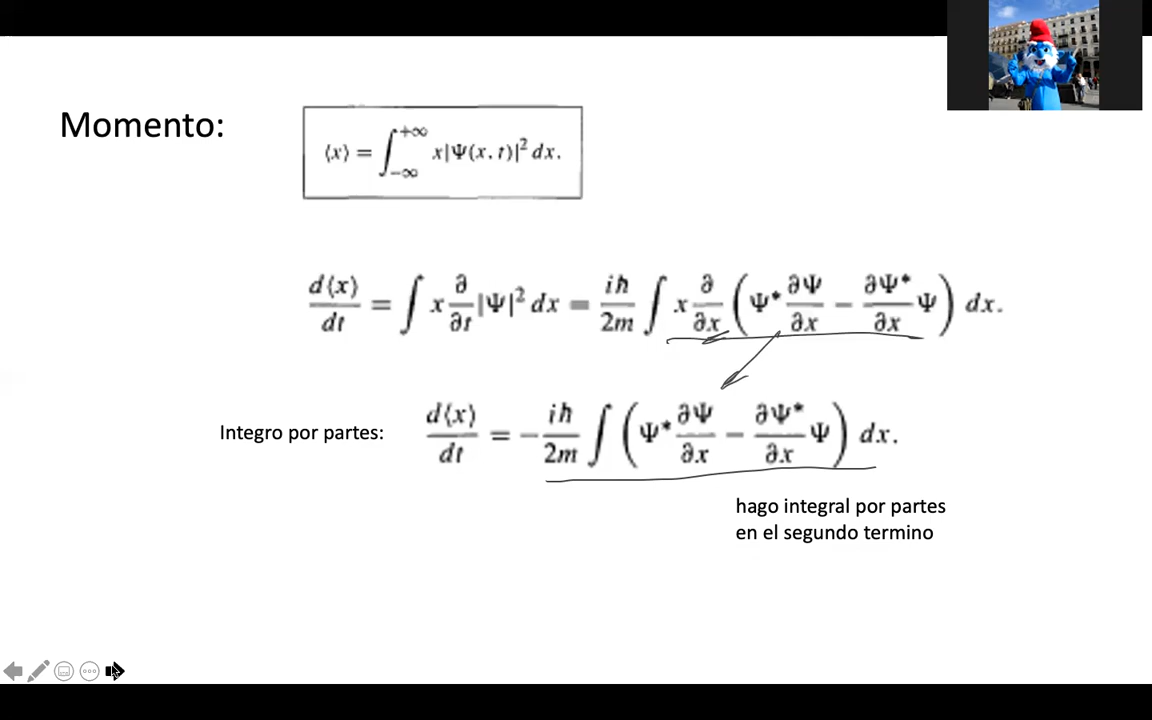 Momento:
⟨x⟩ = ∫_{-∞}^{+∞} x|Ψ(x, t)|² dx.
d⟨x⟩/dt = ∫ x ∂/∂t |Ψ|² dx = iħ/2m ∫ x ∂/∂x (Ψ* ∂Ψ/∂x − ∂Ψ*/∂x Ψ) dx.
Integro por partes: d⟨x⟩/dt = − iħ/2m ∫ (Ψ* ∂Ψ/∂x − ∂Ψ*/∂x Ψ) dx.
hago integral por partes
en el segundo termino